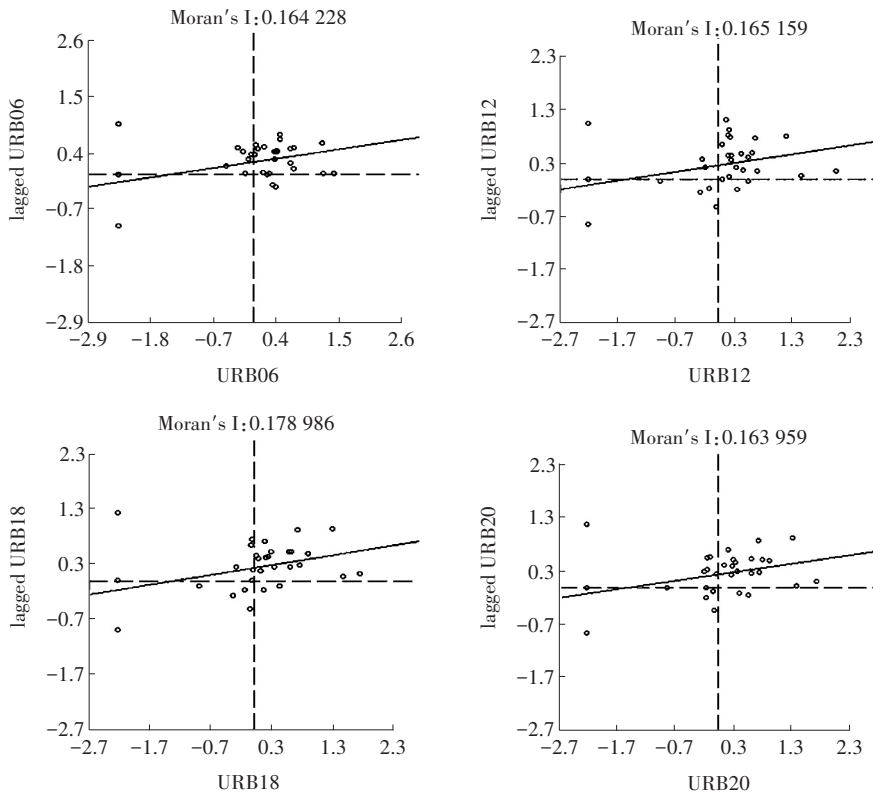 Moran's I:0.164 228
2.6
1.5
0.4
-0.7
-1.8
-2.9
lagged URB06
-2.9 -1.8 -0.7 0.4 1.5 2.6
URB06
Moran's I:0.165 159
2.3
1.3
0.3
-0.7
-1.7
-2.7
lagged URB12
-2.7 -1.7 -0.7 0.3 1.3 2.3
URB12
Moran's I:0.178 986
2.3
1.3
0.3
-0.7
-1.7
-2.7
lagged URB18
-2.7 -1.7 -0.7 0.3 1.3 2.3
URB18
Moran's I:0.163 959
2.3
1.3
0.3
-0.7
-1.7
-2.7
lagged URB20
-2.7 -1.7 -0.7 0.3 1.3 2.3
URB20